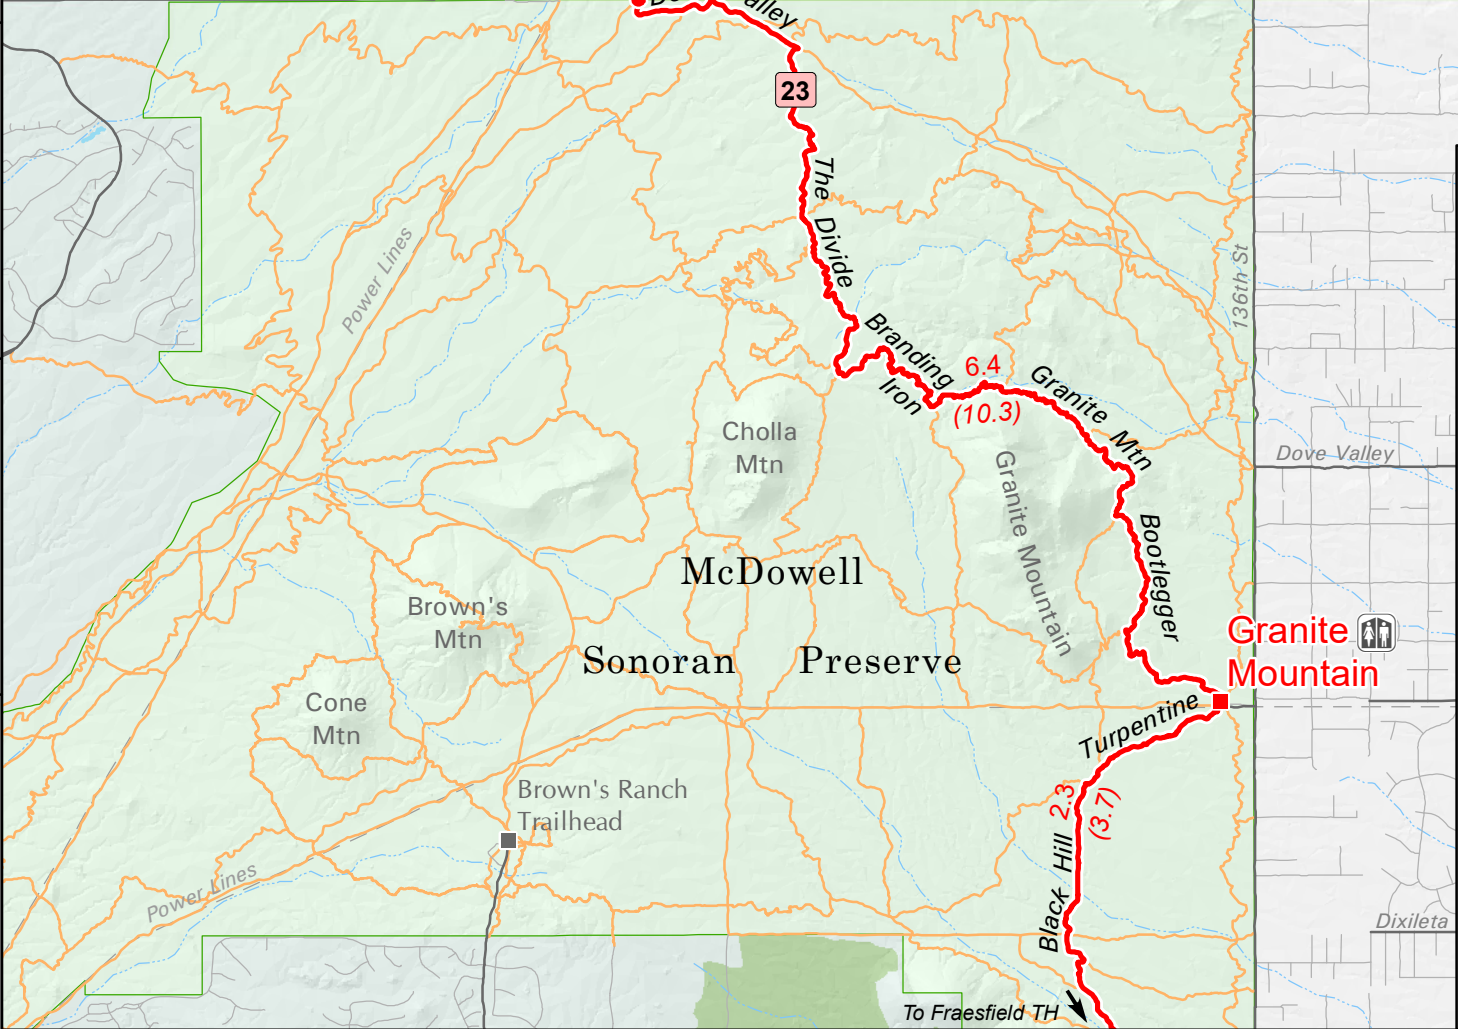 alley
23
The Divide
Power Lines
136th St
Branding
Iron
6.4
(10.3)
Granite Mtn
Cholla
Mtn
Granite Mountain
Dove Valley
Bootlegger
McDowell
Brown's
Mtn
Sonoran Preserve
Granite
Mountain
Cone
Mtn
Turpentine
Brown's Ranch
Trailhead
2.3
(3.7)
Black Hill
Power Lines
Dixileta
To Fraesfield TH